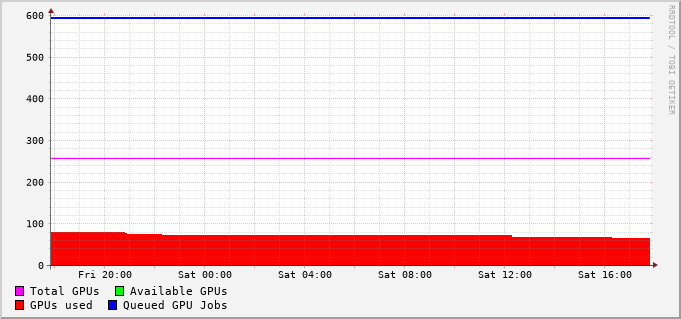 600
500
400
300
200
100
0
Fri 20:00 Sat 00:00 Sat 04:00 Sat 08:00 Sat 12:00 Sat 16:00
Total GPUs Available GPUs
GPUs used Queued GPU Jobs
RRDTOOL / TOBI OETIKER